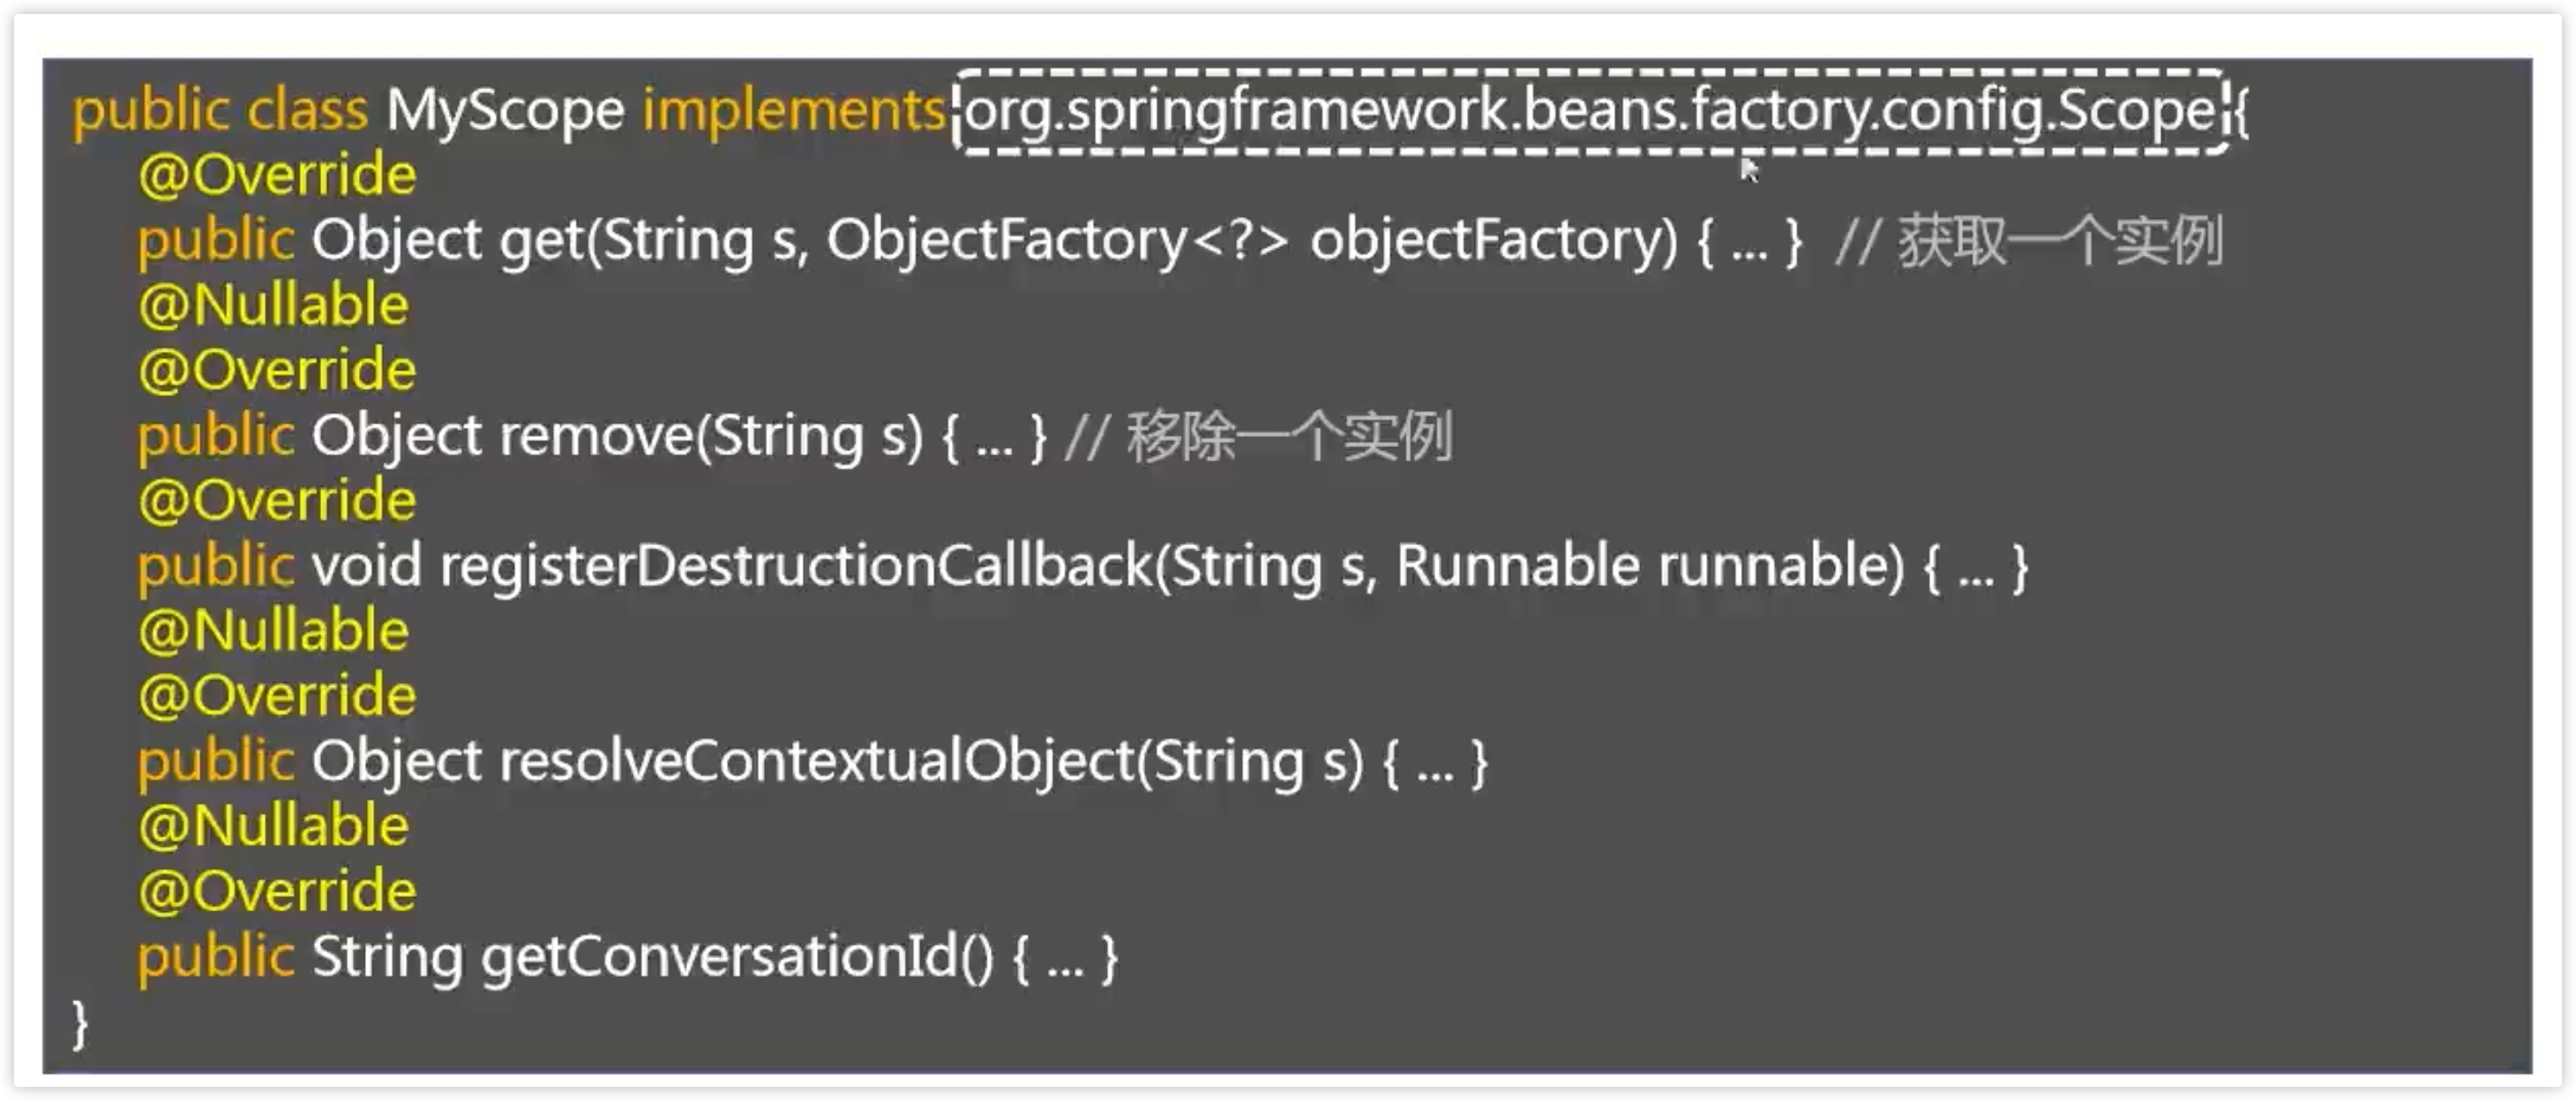 public class MyScope implements org.springframework.beans.factory.config.Scope {
@Override
public Object get(String s, ObjectFactory<?> objectFactory) { ... } // 获取一个实例
@Nullable
@Override
public Object remove(String s) { ... } // 移除一个实例
@Override
public void registerDestructionCallback(String s, Runnable runnable) { ... }
@Nullable
@Override
public Object resolveContextualObject(String s) { ... }
@Nullable
@Override
public String getConversationId() { ... }
}